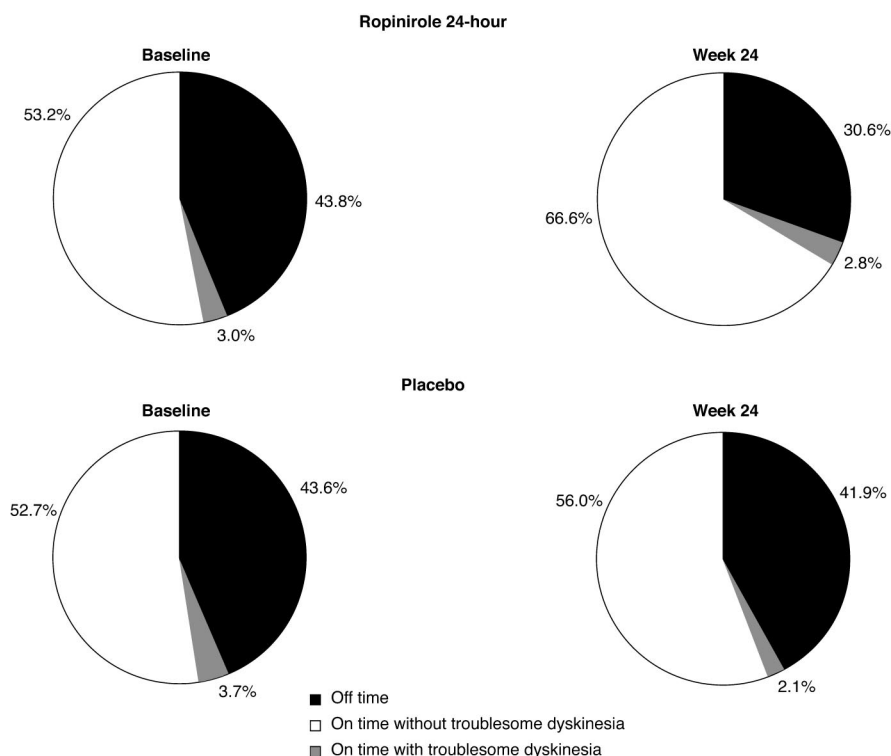 Ropinirole 24-hour
Baseline
Week 24
53.2%
43.8%
3.0%
30.6%
66.6%
2.8%
Placebo
Baseline
Week 24
52.7%
43.6%
3.7%
56.0%
41.9%
2.1%
Off time
On time without troublesome dyskinesia
On time with troublesome dyskinesia